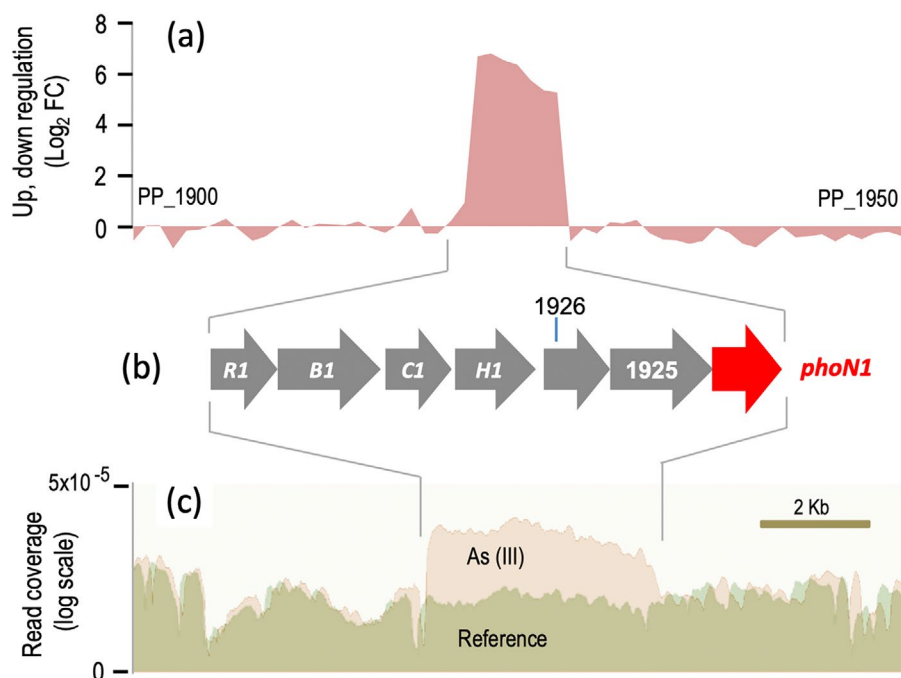 (a)
Up, down regulation
(Log2 FC)
8
6
4
2
0
PP_1900
PP_1950
(b)
1926
R1
B1
C1
H1
1925
phoN1
(c)
Read coverage
(log scale)
5x10-5
0
As (III)
Reference
2 Kb